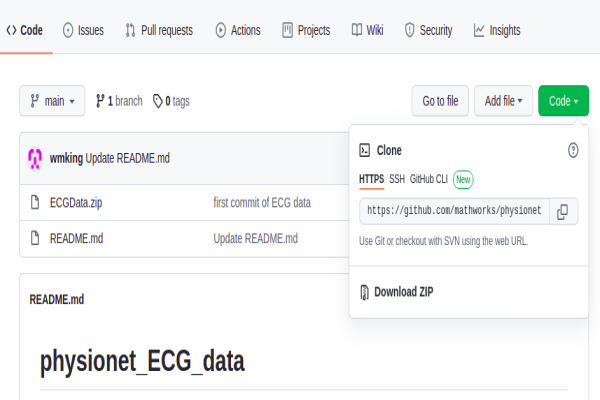 Code Issues Pull requests Actions Projects Wiki Security Insights
main 1 branch 0 tags Go to file Add file Code
wmking Update README.md
ECGData.zip first commit of ECG data
README.md Update README.md
Clone
HTTPS SSH GitHub CLI New
https://github.com/mathworks/physionet
Use Git or checkout with SVN using the web URL.
Download ZIP
README.md
physionet_ECG_data